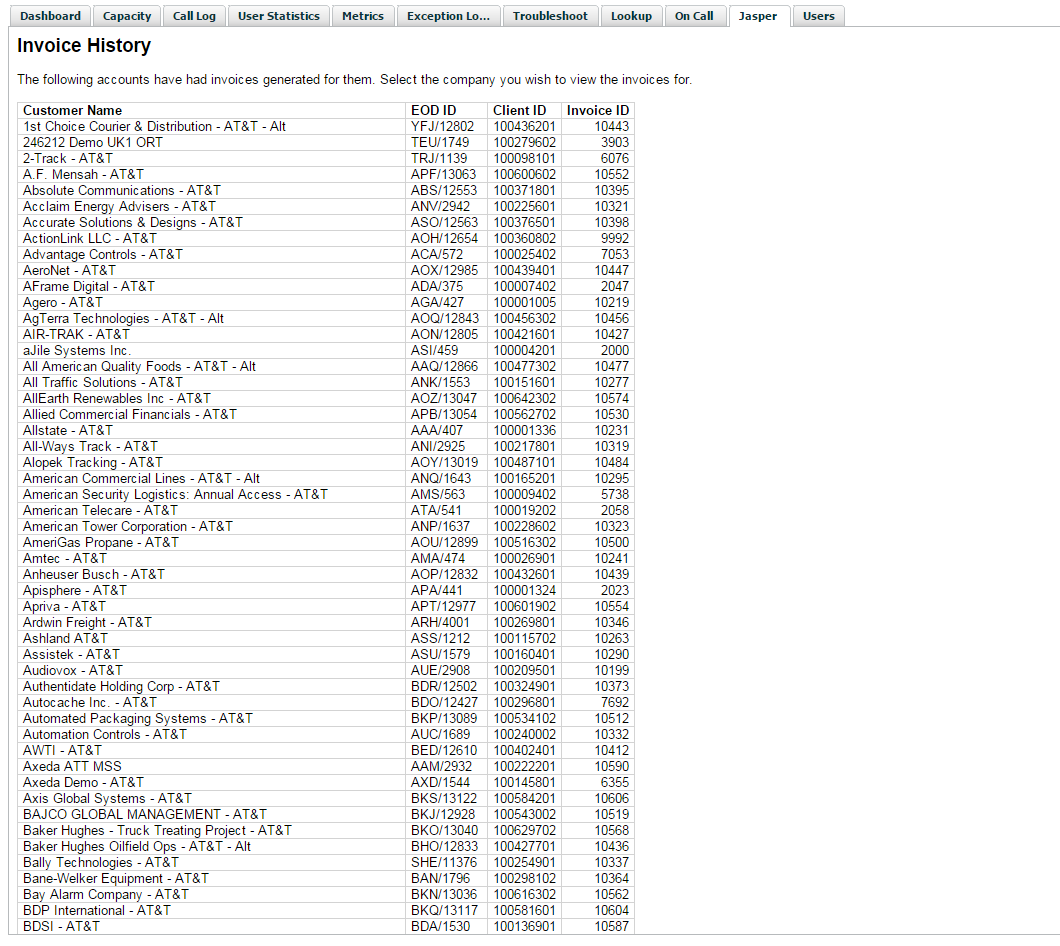 Dashboard Capacity Call Log User Statistics Metrics Exception Lo... Troubleshoot Lookup On Call Jasper Users
Invoice History
The following accounts have had invoices generated for them. Select the company you wish to view the invoices for.
Customer Name EOD ID Client ID Invoice ID
1st Choice Courier & Distribution - AT&T - Alt YFJ/12802 100436201 10443
246212 Demo UK1 ORT TEU/1749 100279602 3903
2-Track - AT&T TRJ/1139 100098101 6076
A.F. Mensah - AT&T APF/13063 100600602 10552
Absolute Communications - AT&T ABS/12553 100371801 10395
Acclaim Energy Advisers - AT&T ANV/2942 100225601 10321
Accurate Solutions & Designs - AT&T ASO/12563 100376501 10398
ActionLink LLC - AT&T AOH/12654 100360802 9992
Advantage Controls - AT&T ACA/572 100025402 7053
AeroNet - AT&T AOX/12985 100439401 10447
AFrame Digital - AT&T ADA/375 100007402 2047
Agero - AT&T AGA/427 100001005 10219
AgTerra Technologies - AT&T - Alt AOQ/12843 100456302 10456
AIR-TRAK - AT&T AON/12805 100421601 10427
aJile Systems Inc. ASI/459 100004201 2000
All American Quality Foods - AT&T - Alt AAQ/12866 100477302 10477
All Traffic Solutions - AT&T ANK/1553 100151601 10277
AllEarth Renewables Inc - AT&T AOZ/13047 100642302 10574
Allied Commercial Financials - AT&T APB/13054 100562702 10530
Allstate - AT&T AAA/407 100001336 10231
All-Ways Track - AT&T ANI/2925 100217801 10319
Alopek Tracking - AT&T AOY/13019 100487101 10484
American Commercial Lines - AT&T - Alt ANQ/1643 100165201 10295
American Security Logistics: Annual Access - AT&T AMS/563 100009402 5738
American Telecare - AT&T ATA/541 100019202 2058
American Tower Corporation - AT&T ANP/1637 100228602 10323
AmeriGas Propane - AT&T AOU/12899 100516302 10500
Amtec - AT&T AMA/474 100026901 10241
Anheuser Busch - AT&T AOP/12832 100432601 10439
Apisphere - AT&T APA/441 100001324 2023
Apriva - AT&T APT/12977 100601902 10554
Ardwin Freight - AT&T ARH/4001 100269801 10346
Ashland AT&T ASS/1212 100115702 10263
Assistek - AT&T ASU/1579 100160401 10290
Audiovox - AT&T AUE/2908 100209501 10199
Authentidate Holding Corp - AT&T BDR/12502 100324901 10373
Autocache Inc. - AT&T BDO/12427 100296801 7692
Automated Packaging Systems - AT&T BKP/13089 100534102 10512
Automation Controls - AT&T AUC/1689 100240002 10332
AWTI - AT&T BED/12610 100402401 10412
Axeda ATT MSS AAM/2932 100222201 10590
Axeda Demo - AT&T AXD/1544 100145801 6355
Axis Global Systems - AT&T BKS/13122 100584201 10606
BAJCO GLOBAL MANAGEMENT - AT&T BKJ/12928 100543002 10519
Baker Hughes - Truck Treating Project - AT&T BKO/13040 100629702 10568
Baker Hughes Oilfield Ops - AT&T - Alt BHO/12833 100427701 10436
Bally Technologies - AT&T SHE/11376 100254901 10337
Bane-Welker Equipment - AT&T BAN/1796 100298102 10364
Bay Alarm Company - AT&T BKN/13036 100616302 10562
BDP International - AT&T BKQ/13117 100581601 10604
BDSI - AT&T BDA/1530 100136901 10587